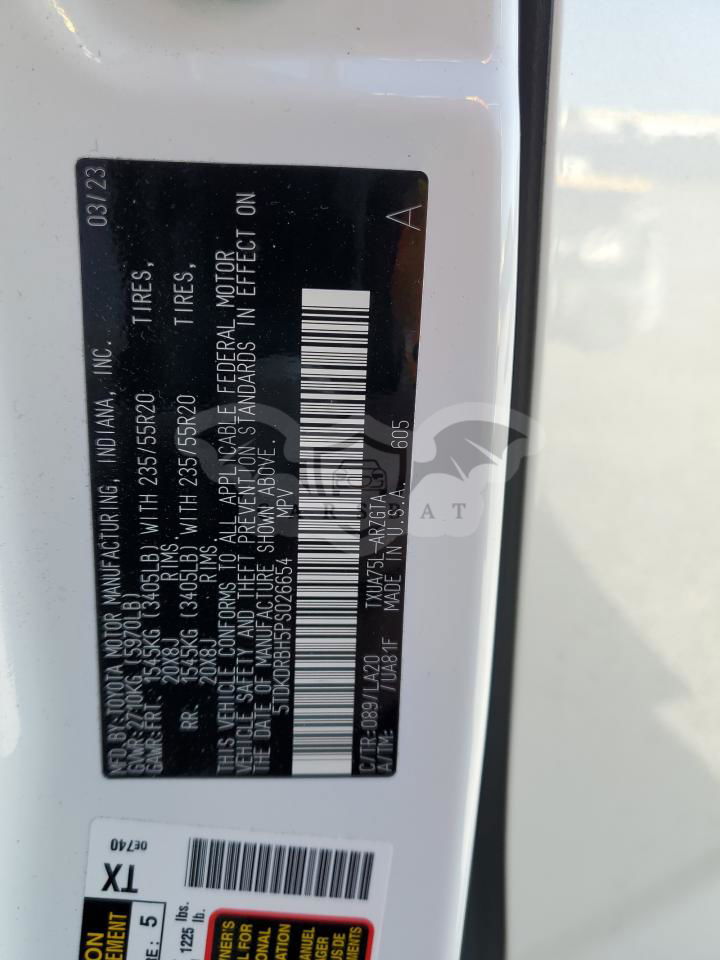 MFD.BY:TOYOTA MOTOR MANUFACTURING, INDIANA, INC. 03/23
GVWR:2710KG (5970LB)
GAWR:FRT 1545KG (3405LB) WITH 235/55R20 TIRES,
20X8J RIMS.
RR 1545KG (3405LB) WITH 235/55R20 TIRES,
20X8J RIMS
THIS VEHICLE CONFORMS TO ALL APPLICABLE FEDERAL MOTOR
VEHICLE SAFETY AND THEFT PREVENTION STANDARDS IN EFFECT ON
THE DATE OF MANUFACTURE SHOWN ABOVE.
5TDKDRBH5PS026654 MPV
C/TR:089/LA20 TXUA75L-ARZGTA A
A/TM: /UA81F MADE IN U.S.A. 605
TX 0E740
5
1225 lbs.
lb.